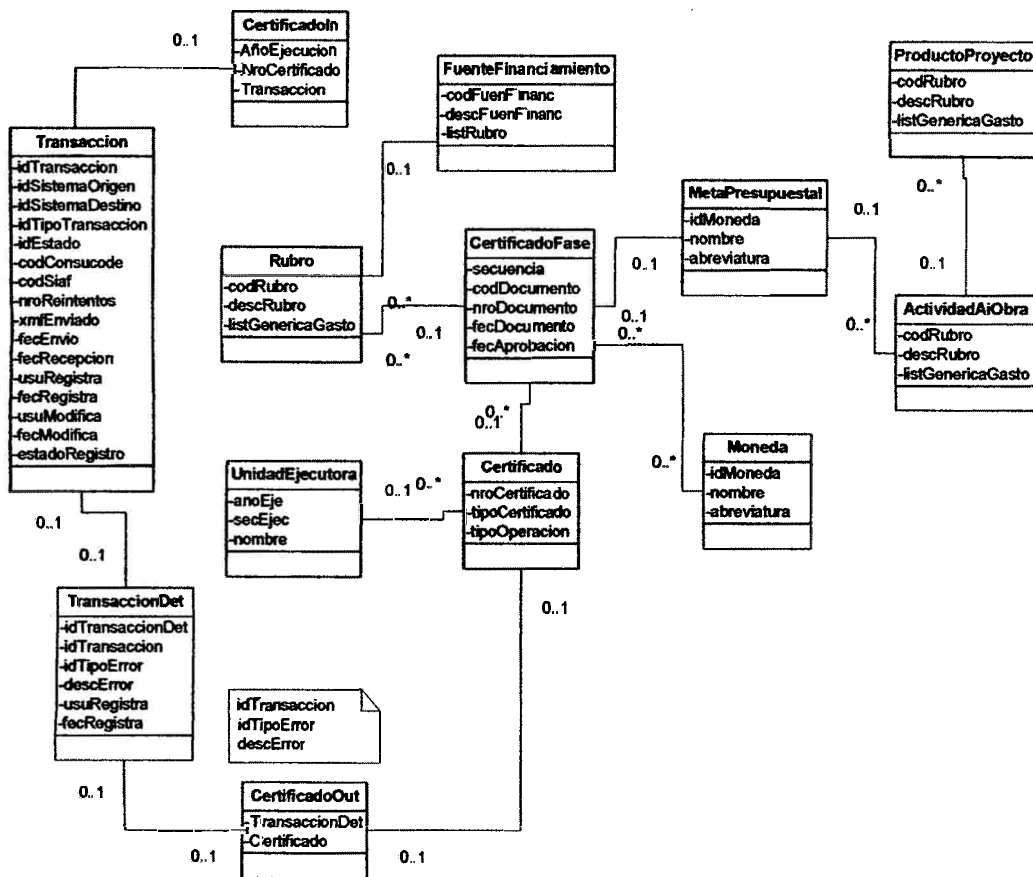 CertificadoIn
-AñoEjecucion
-NroCertificado
-Transaccion
0..1
FuenteFinanciamiento
-codFuenFinanc
-descFuenFinanc
-listRubro
0..1
ProductoProyecto
-codRubro
-descRubro
-listGenericaGasto
0..*
0..1
Transaccion
-idTransaccion
-idSistemaOrigen
-idSistemaDestino
-idTipoTransaccion
-idEstado
-codConsucode
-codSiaf
-nroReintentos
-xmfEnviado
-fecEnvio
-fecRecepcion
-usuRegistra
-fecRegistra
-usuModifica
-fecModifica
-estadoRegistro
0..1
0..1
MetaPresupuestal
-idMoneda
-nombre
-abreviatura
0..1
0..1
0..*
Rubro
-codRubro
-descRubro
-listGenericaGasto
0..*
0..1
0..*
CertificadoFase
-secuencia
-codDocumento
-nroDocumento
-fecDocumento
-fecAprobacion
0..1
0..*
0..*
0..1
ActividadAiObra
-codRubro
-descRubro
-listGenericaGasto
UnidadEjecutora
-anoEje
-secEjec
-nombre
0..1
0..*
Certificado
-nroCertificado
-tipoCertificado
-tipoOperacion
0..1
0..*
Moneda
-idMoneda
-nombre
-abreviatura
TransaccionDet
-idTransaccionDet
-idTransaccion
-idTipoError
-descError
-usuRegistra
-fecRegistra
0..1
idTransaccion
idTipoError
descError
CertificadoOut
-TransaccionDet
-Certificado
0..1
0..1